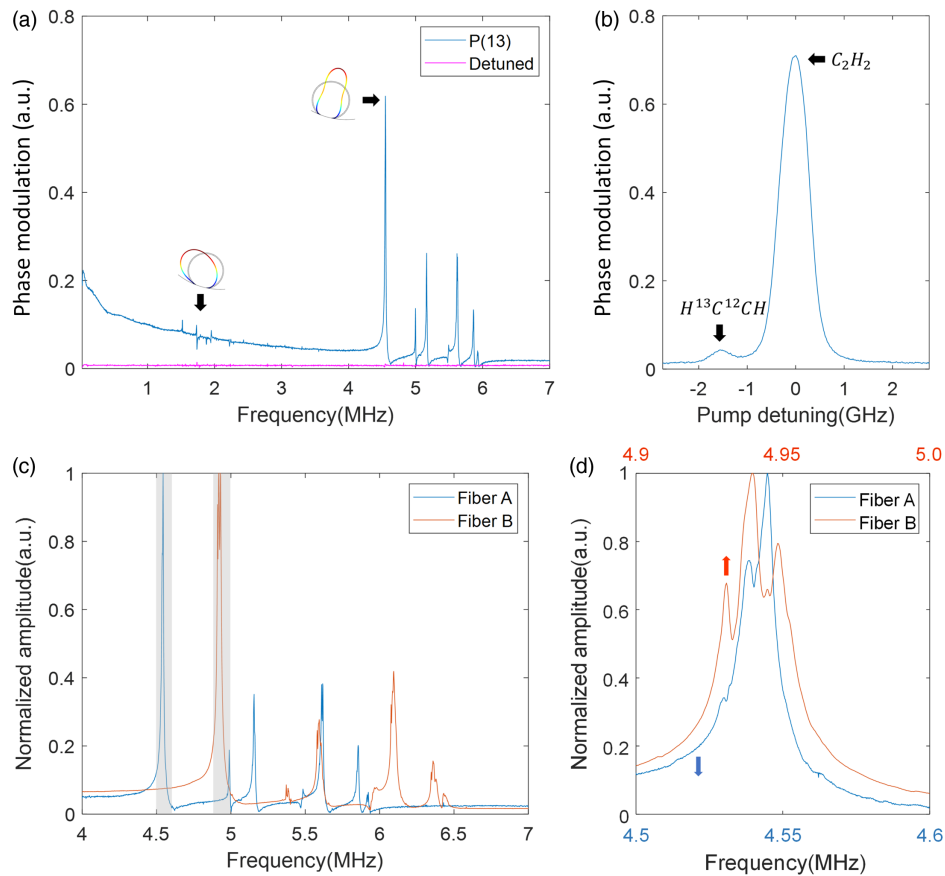 (a)
0.8
0.6
0.4
0.2
0
Phase modulation (a.u.)
P(13)
Detuned
1 2 3 4 5 6 7
Frequency(MHz)
(b)
0.8
0.6
0.4
0.2
0
Phase modulation (a.u.)
C₂H₂
H¹³C¹²CH
-2 -1 0 1 2
Pump detuning(GHz)
(c)
1
0.8
0.6
0.4
0.2
0
Normalized amplitude(a.u.)
Fiber A
Fiber B
4 4.5 5 5.5 6 6.5 7
Frequency(MHz)
(d)
4.9 4.95 5.0
1
0.8
0.6
0.4
0.2
0
Normalized amplitude(a.u.)
Fiber A
Fiber B
4.5 4.55 4.6
Frequency(MHz)